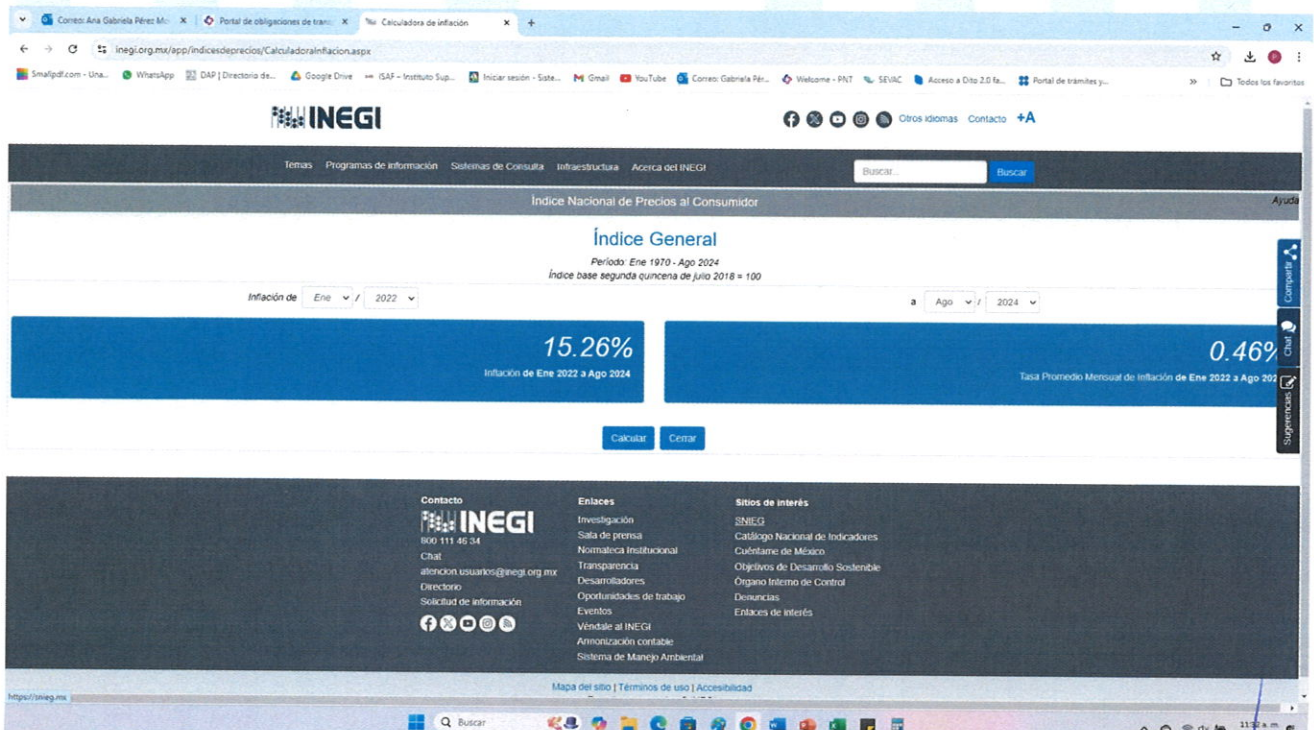 Correo: Ana Gabriela Pérez Mo
Portal de obligaciones de trans
Calculadora de inflación
inegi.org.mx/app/indicesdeprecios/CalculadoraInflacion.aspx
Smallpdf.com - Una... WhatsApp DAP | Directorio de... Google Drive ISAF – Instituto Sup... Iniciar sesión - Siste... Gmail YouTube Correo: Gabriela Pér... Welcome - PNT SEVAC Acceso a Dito 2.0 fa... Portal de trámites y... » Todos los favoritos
INEGI
Otros idiomas Contacto +A
Temas Programas de información Sistemas de Consulta Infraestructura Acerca del INEGI Buscar... Buscar
Índice Nacional de Precios al Consumidor Ayuda
Índice General
Periodo: Ene 1970 - Ago 2024
Índice base segunda quincena de julio 2018 = 100
Inflación de Ene / 2022 a Ago / 2024
15.26%
Inflación de Ene 2022 a Ago 2024
0.46%
Tasa Promedio Mensual de Inflación de Ene 2022 a Ago 202
Compartir
Chat
Sugerencias
Calcular Cerrar
Contacto
INEGI
800 111 46 34
Chat
atencion.usuarios@inegi.org.mx
Directorio
Solicitud de información
Enlaces
Investigación
Sala de prensa
Normateca Institucional
Transparencia
Desarrolladores
Oportunidades de trabajo
Eventos
Véndale al INEGI
Armonización contable
Sistema de Manejo Ambiental
Sitios de interés
SNIEG
Catálogo Nacional de Indicadores
Cuéntame de México
Objetivos de Desarrollo Sostenible
Órgano Interno de Control
Denuncias
Enlaces de interés
Mapa del sitio | Términos de uso | Accesibilidad
https://snieg.mx
Buscar
11:32 a. m.